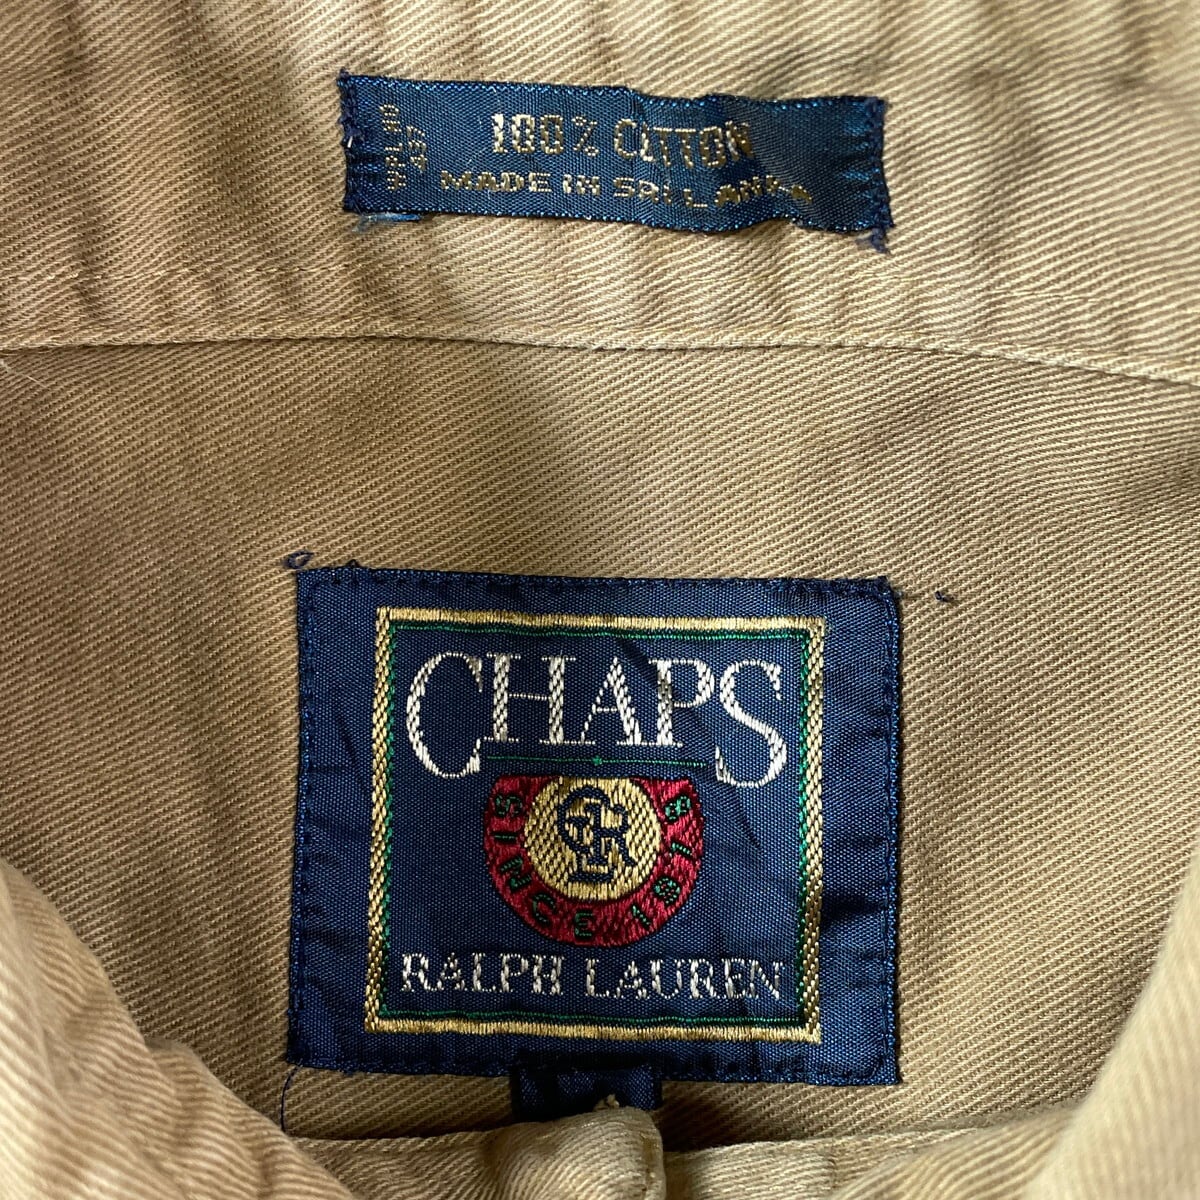 100% COTTON
MADE IN SRI LANKA
CHAPS
SINCE 1978
RALPH LAUREN